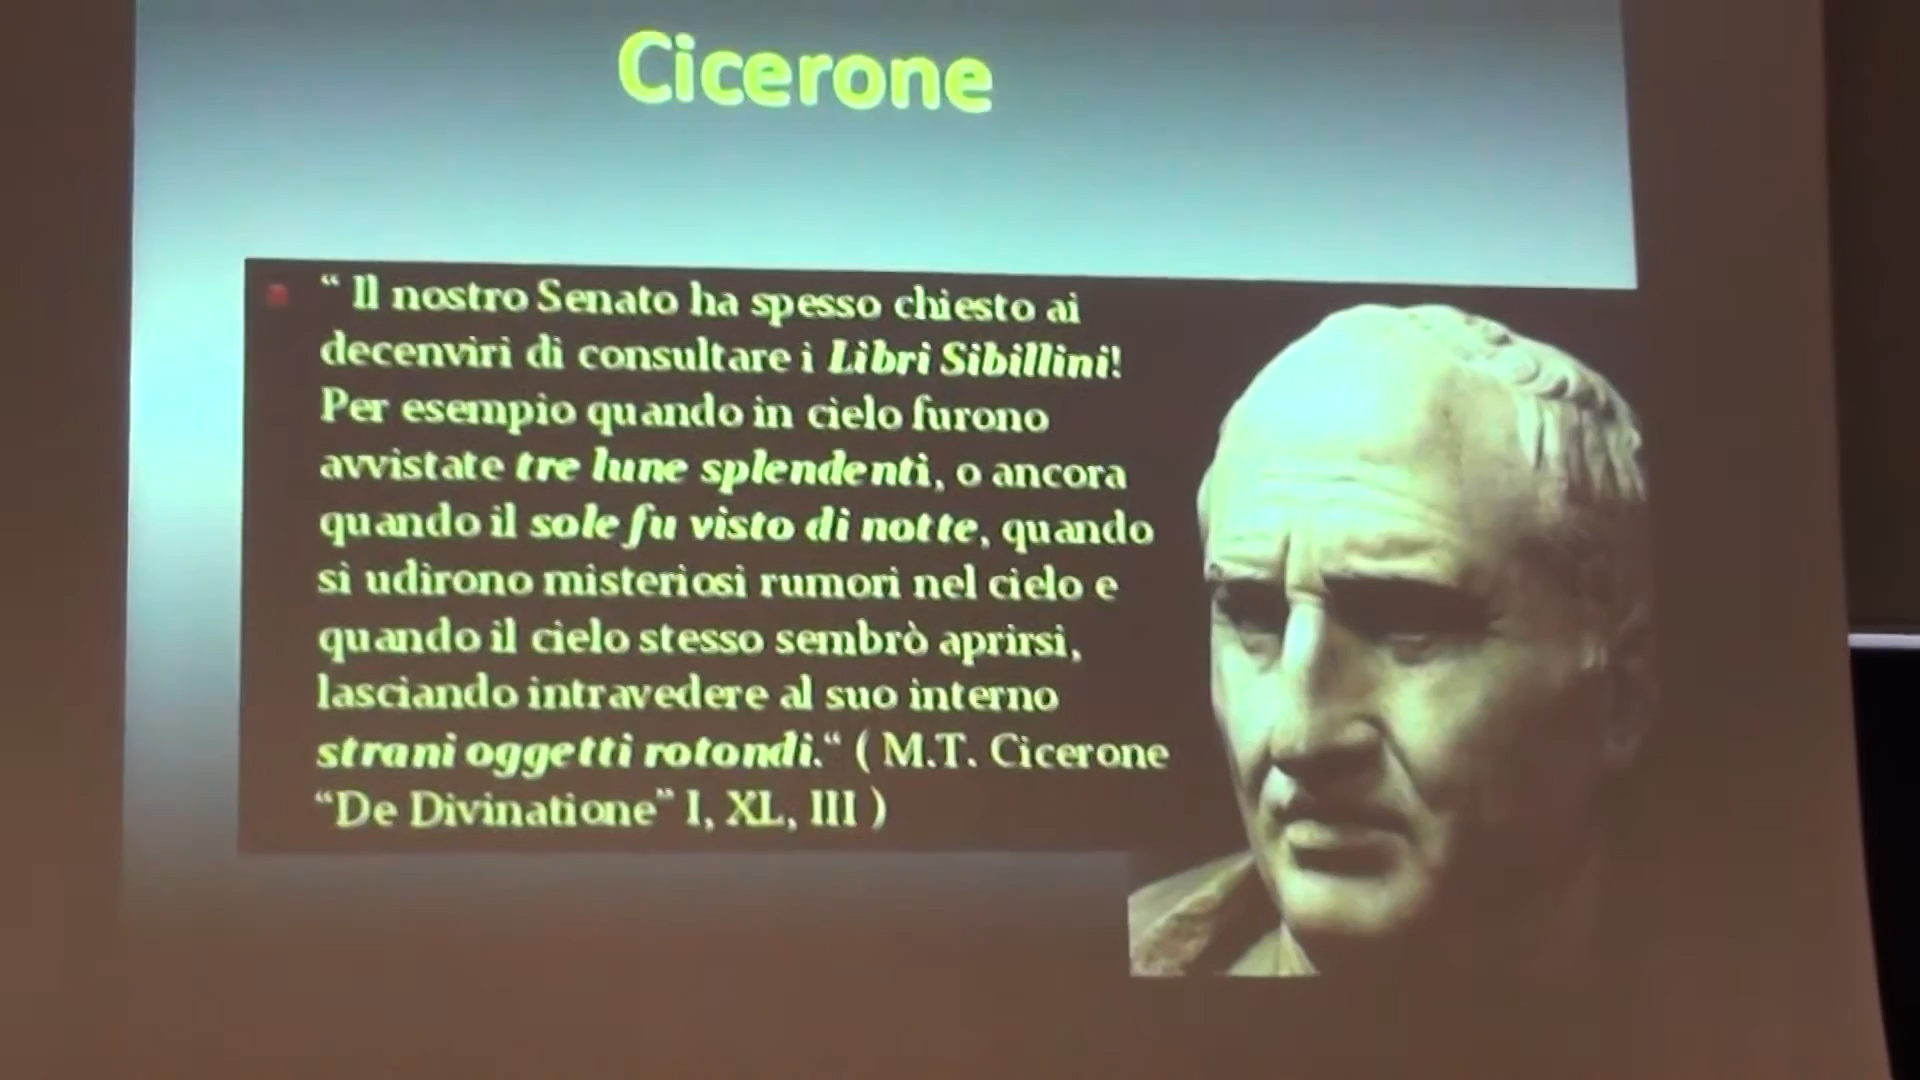 Cicerone
“ Il nostro Senato ha spesso chiesto ai
decenviri di consultare i Libri Sibillini!
Per esempio quando in cielo furono
avvistate tre lune splendenti, o ancora
quando il sole fu visto di notte, quando
si udirono misteriosi rumori nel cielo e
quando il cielo stesso sembrò aprirsi,
lasciando intravedere al suo interno
strani oggetti rotondi.“ ( M.T. Cicerone
“De Divinatione” I, XL, III )